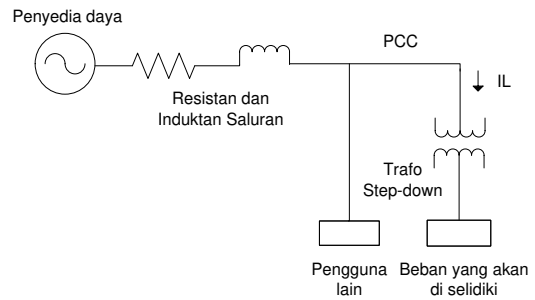 Penyedia daya
PCC
IL
Resistan dan
Induktan Saluran
Trafo
Step-down
Pengguna
lain
Beban yang akan
di selidiki